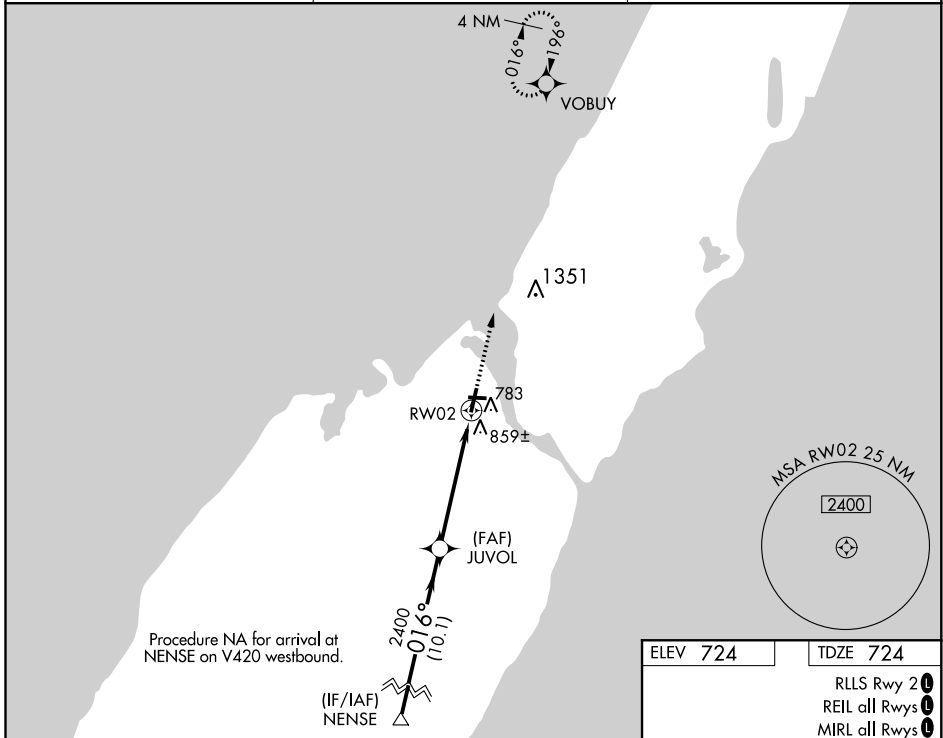 4 NM
016°
196°
VOBUY
1351
783
RW02
859±
MSA RW02 25 NM
2400
(FAF)
JUVOL
2400
016°
(10.1)
Procedure NA for arrival at
NENSE on V420 westbound.
(IF/IAF)
NENSE
ELEV 724
TDZE 724
RLLS Rwy 2 L
REIL all Rwys L
MIRL all Rwys L